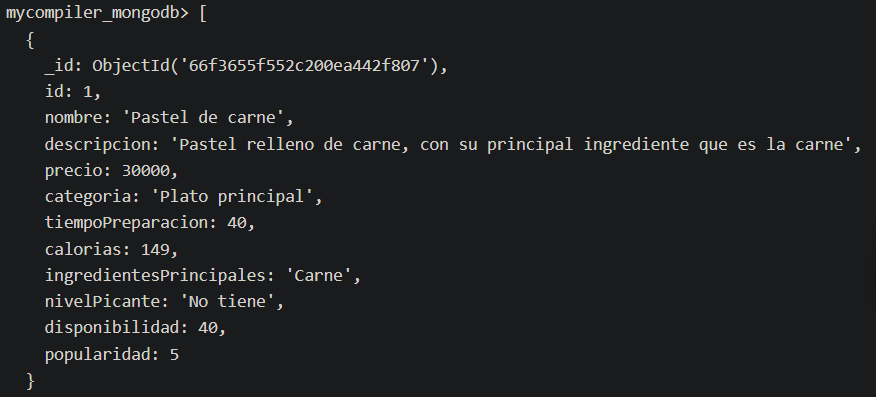 mycompiler_mongodb> [
{
_id: ObjectId('66f3655f552c200ea442f807'),
id: 1,
nombre: 'Pastel de carne',
descripcion: 'Pastel relleno de carne, con su principal ingrediente que es la carne',
precio: 30000,
categoria: 'Plato principal',
tiempoPreparacion: 40,
calorias: 149,
ingredientesPrincipales: 'Carne',
nivelPicante: 'No tiene',
disponibilidad: 40,
popularidad: 5
}